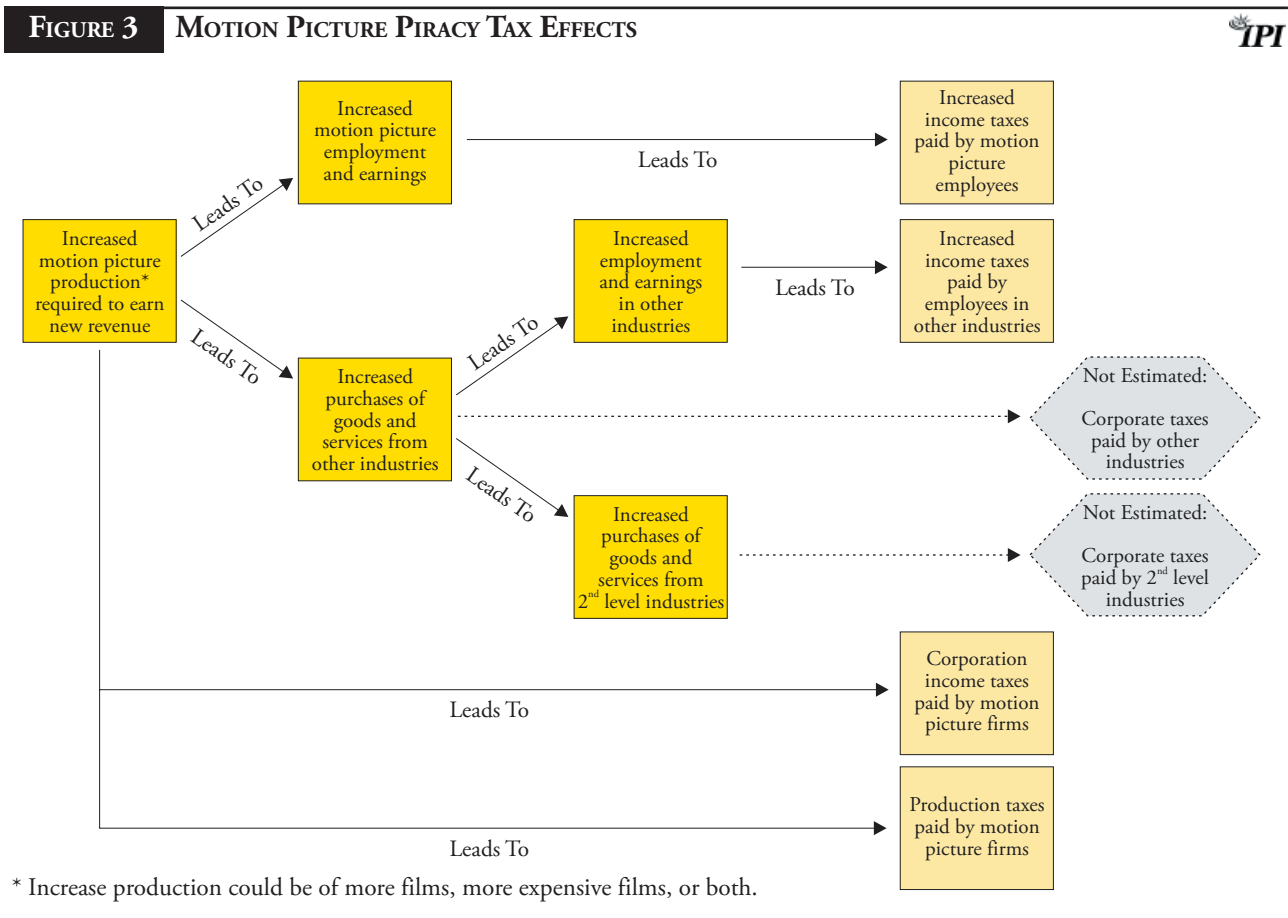 FIGURE 3 MOTION PICTURE PIRACY TAX EFFECTS
IPI
Increased
motion picture
employment
and earnings
Leads To
Increased
income taxes
paid by motion
picture
employees
Leads To
Increased
motion picture
production*
required to earn
new revenue
Leads To
Increased
purchases of
goods and
services from
other industries
Leads To
Increased
employment
and earnings
in other
industries
Leads To
Increased
income taxes
paid by
employees in
other industries
Not Estimated:
Corporate taxes
paid by other
industries
Leads To
Increased
purchases of
goods and
services from
2nd level industries
Not Estimated:
Corporate taxes
paid by 2nd level
industries
Leads To
Corporation
income taxes
paid by motion
picture firms
Leads To
Production taxes
paid by motion
picture firms
* Increase production could be of more films, more expensive films, or both.